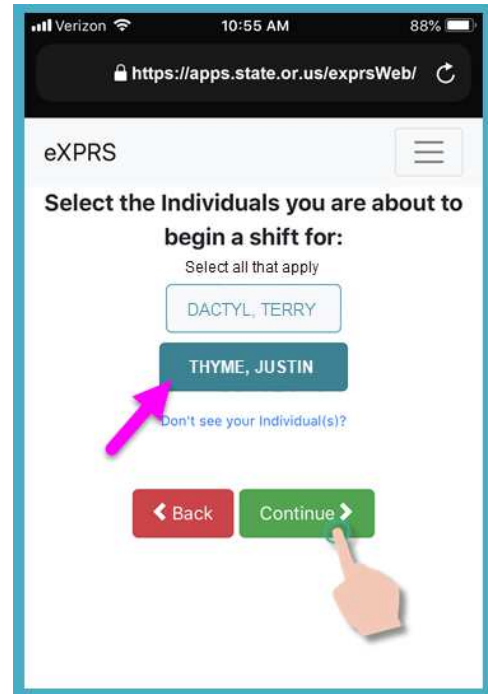 Verizon 10:55 AM 88%
https://apps.state.or.us/exprsWeb/
eXPRS
Select the Individuals you are about to
begin a shift for:
Select all that apply
DACTYL, TERRY
THYME, JUSTIN
Don't see your Individual(s)?
Back Continue